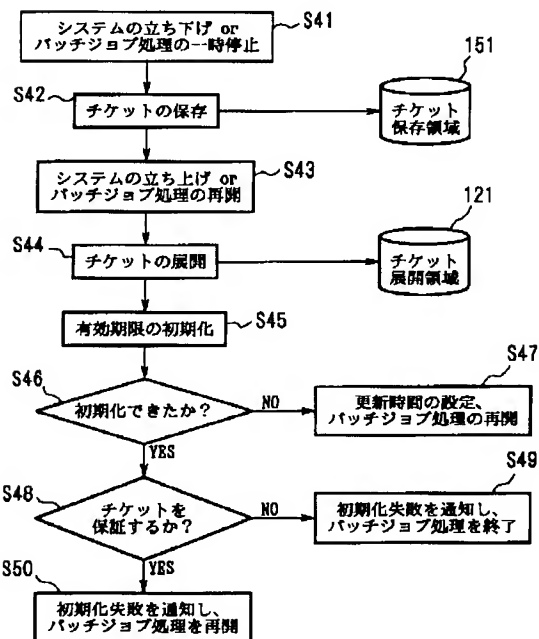 システムの立ち下げ or
バッチジョブ処理の一時停止
S41
S42
チケットの保存
151
チケット
保存領域
システムの立ち上げ or
バッチジョブ処理の再開
S43
S44
チケットの展開
121
チケット
展開領域
有効期限の初期化
S45
S46
初期化できたか?
NO
YES
S47
更新時間の設定、
バッチジョブ処理の再開
S48
チケットを
保証するか?
NO
YES
S49
初期化失敗を通知し、
バッチジョブ処理を終了
S50
初期化失敗を通知し、
バッチジョブ処理を再開